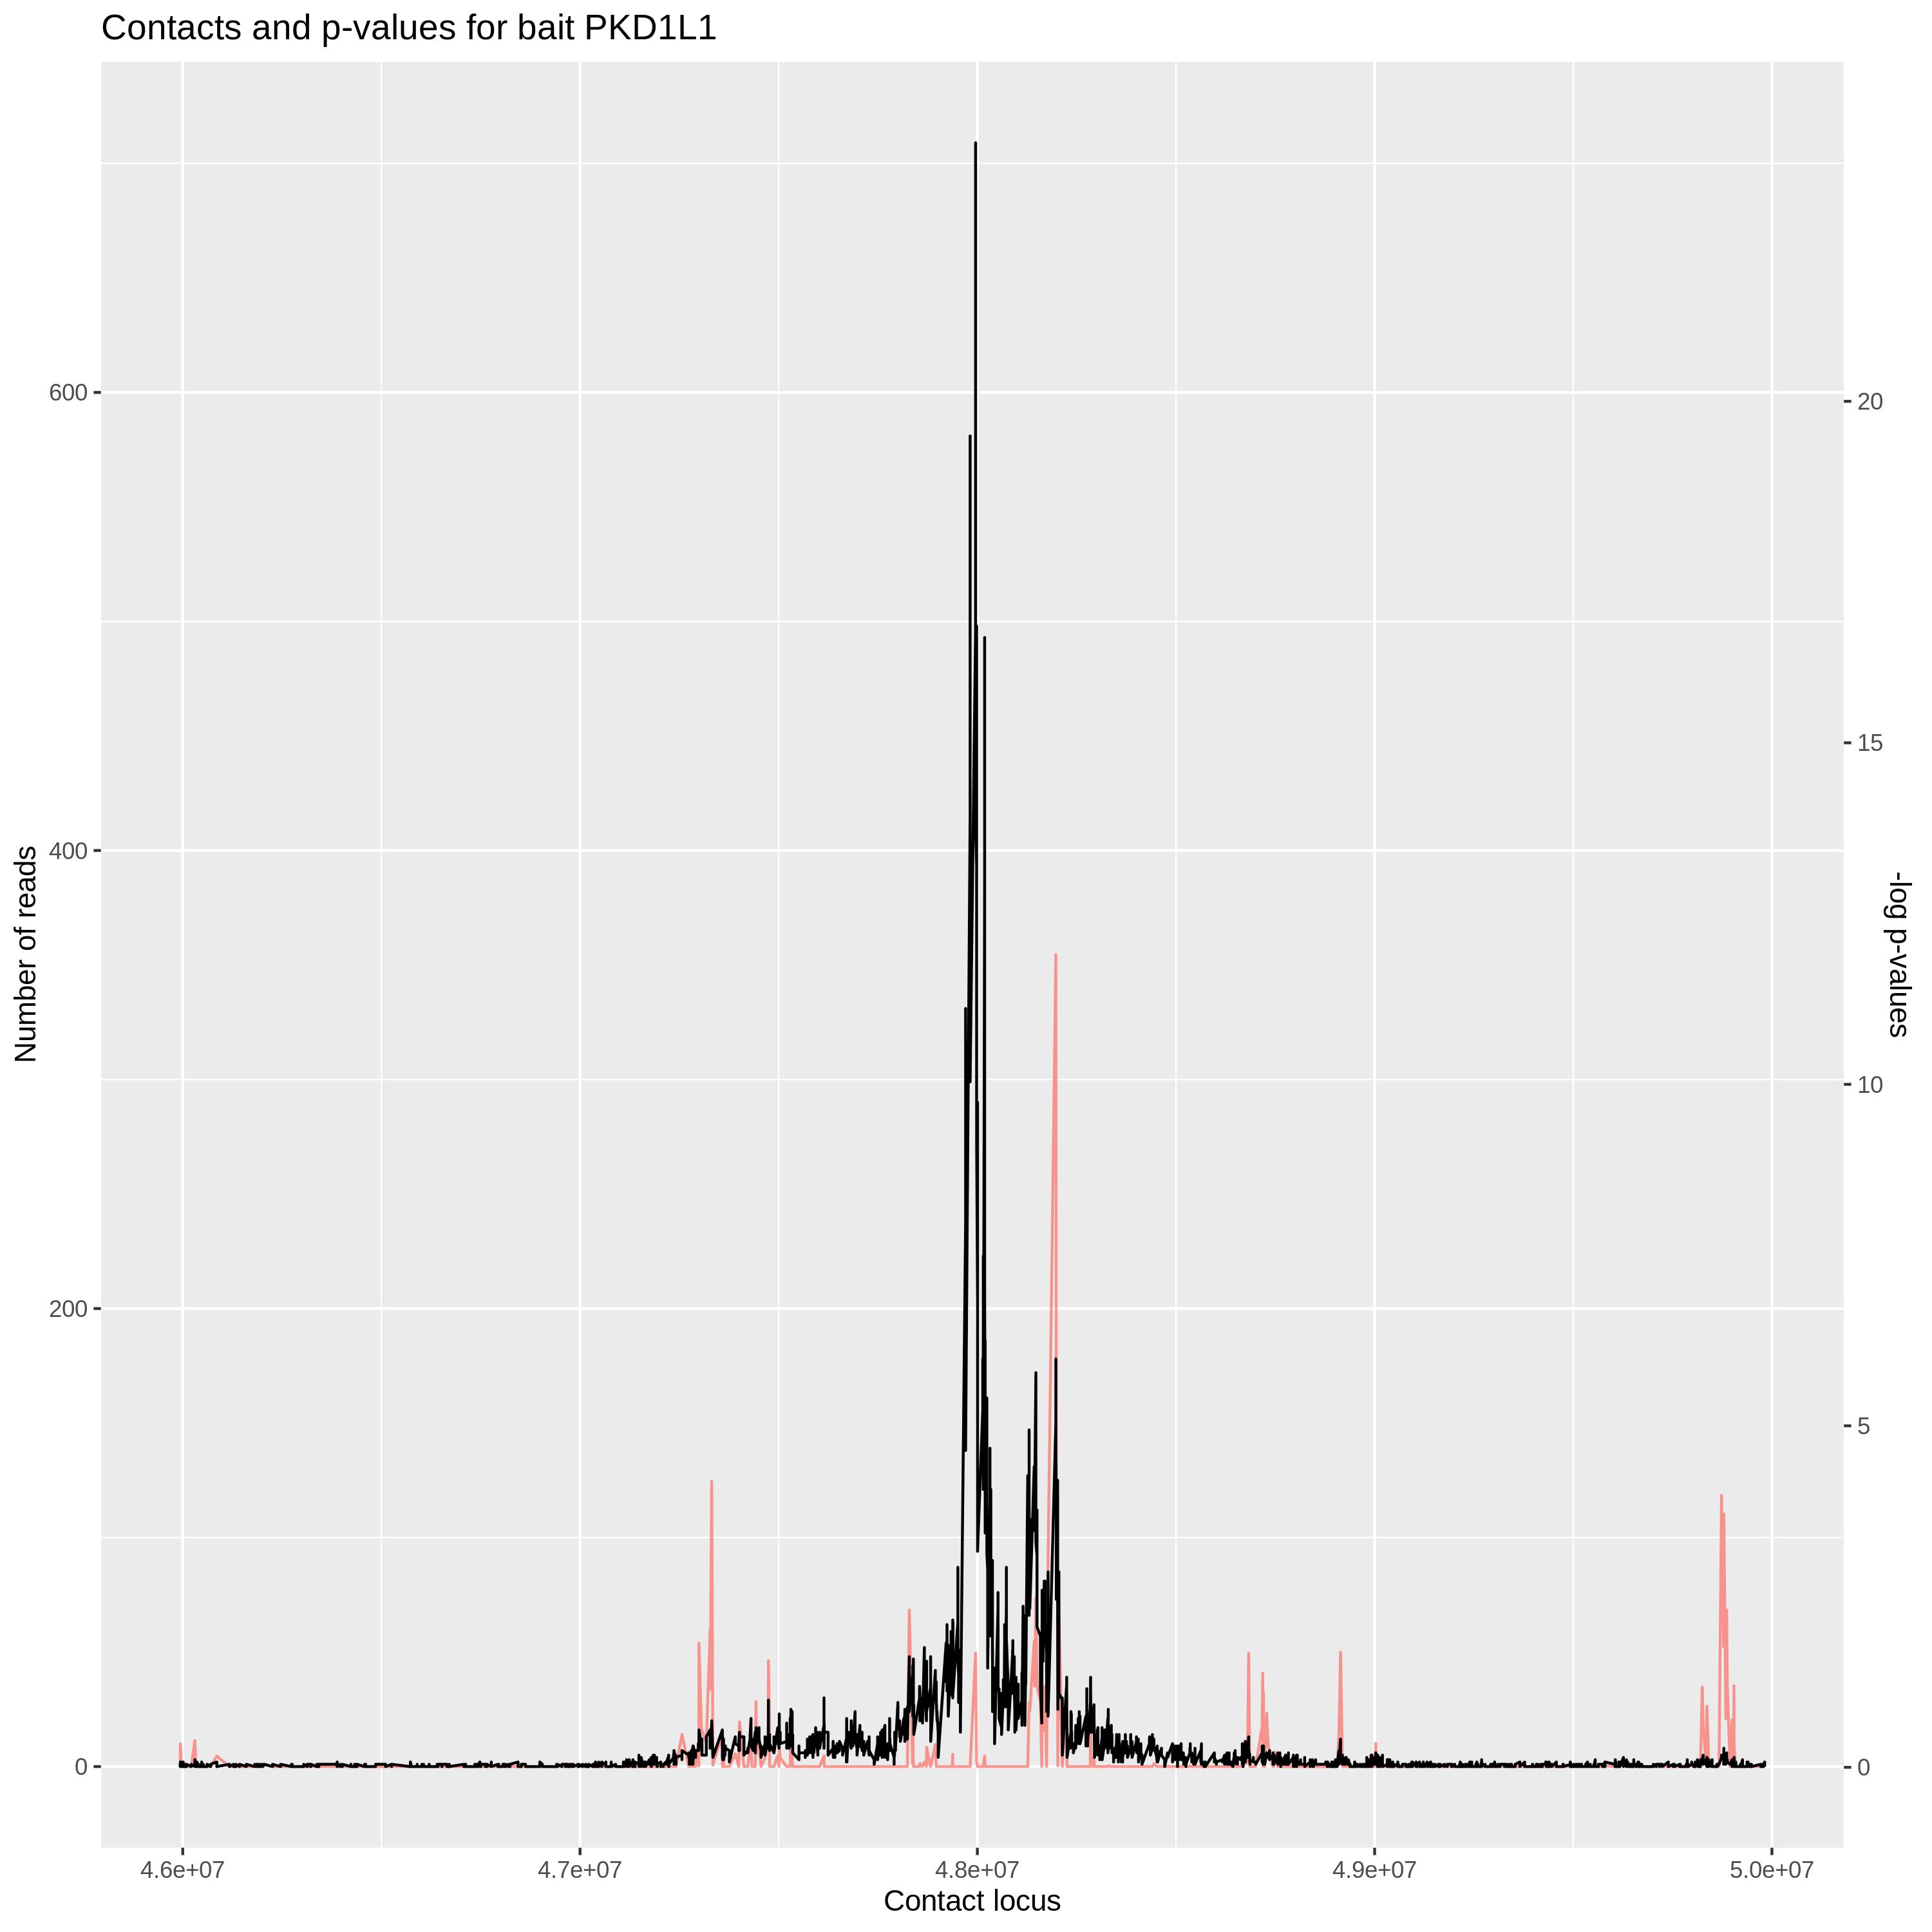 Contacts and p-values for bait PKD1L1
600
400
200
0
Number of reads
20
15
10
5
0
-log p-values
4.6e+07
4.7e+07
4.8e+07
4.9e+07
5.0e+07
Contact locus